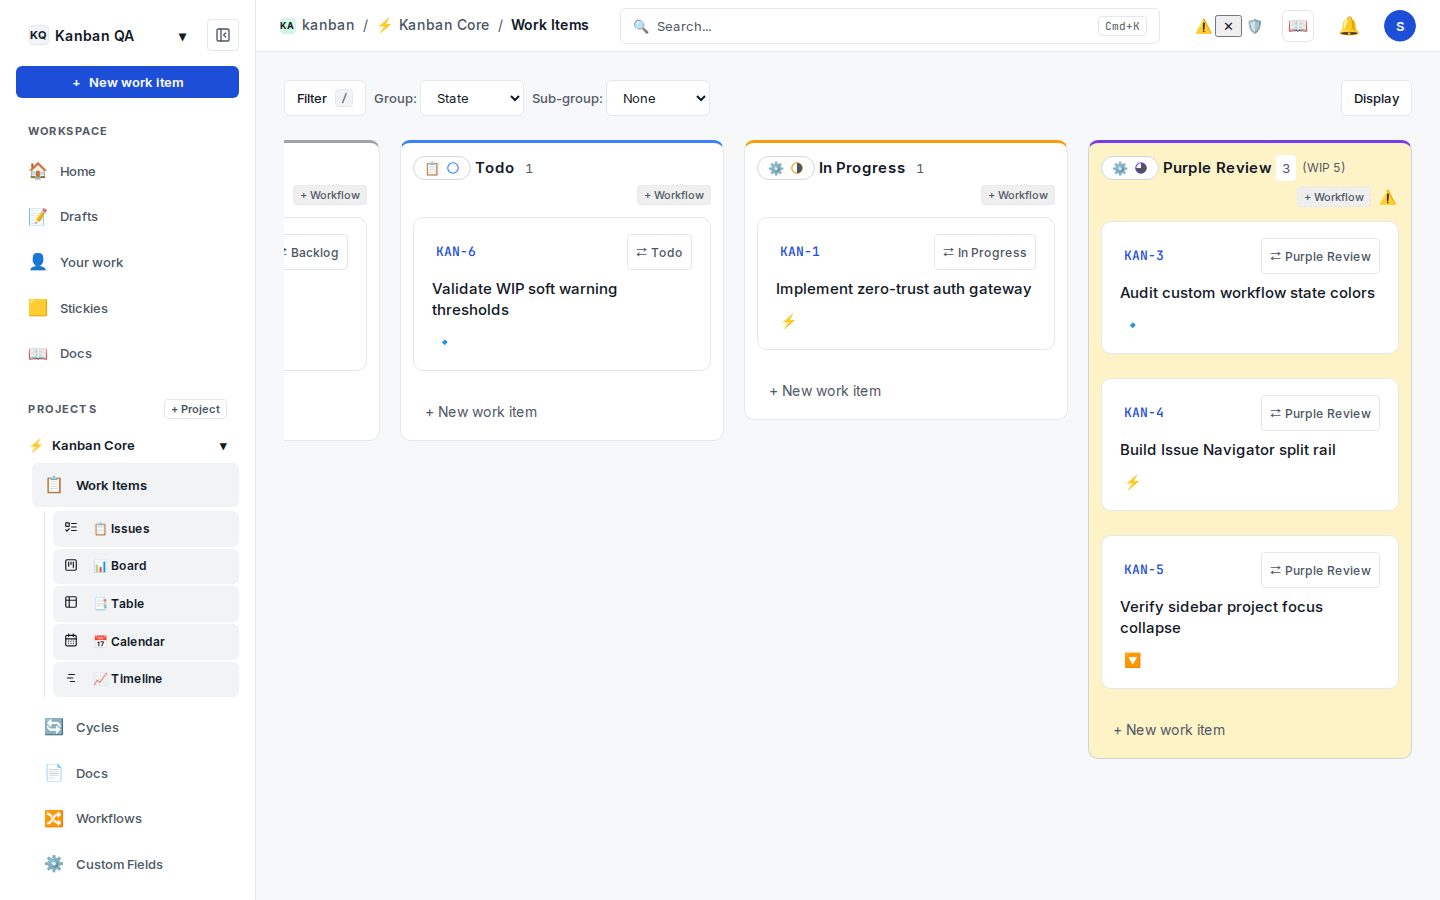 KQ Kanban QA ▾
+ New work item
WORKSPACE
Home
Drafts
Your work
Stickies
Docs
PROJECTS
+ Project
Kanban Core ▾
Work Items
Issues
Board
Table
Calendar
Timeline
Cycles
Docs
Workflows
Custom Fields
KA kanban / Kanban Core / Work Items
Search... Cmd+K
✕
S
Filter /
Group: State
Sub-group: None
Display
+ Workflow
Backlog
Todo 1
+ Workflow
KAN-6
⇄ Todo
Validate WIP soft warning
thresholds
+ New work item
In Progress 1
+ Workflow
KAN-1
⇄ In Progress
Implement zero-trust auth gateway
+ New work item
Purple Review 3 (WIP 5)
+ Workflow
KAN-3
⇄ Purple Review
Audit custom workflow state colors
KAN-4
⇄ Purple Review
Build Issue Navigator split rail
KAN-5
⇄ Purple Review
Verify sidebar project focus
collapse
+ New work item